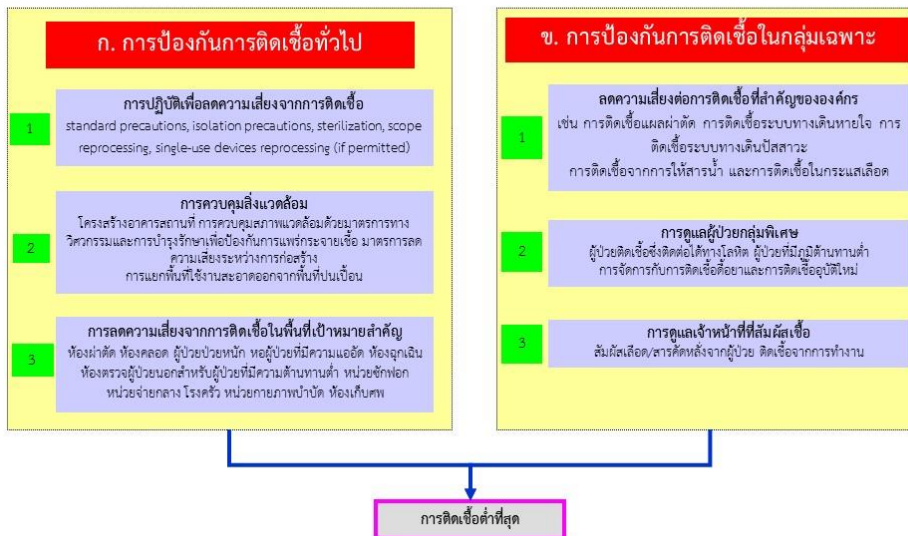 ก. การป้องกันการติดเชื้อทั่วไป
1
การปฏิบัติเพื่อลดความเสี่ยงจากการติดเชื้อ
standard precautions, isolation precautions, sterilization, scope
reprocessing, single-use devices reprocessing (if permitted)
2
การควบคุมสิ่งแวดล้อม
โครงสร้างอาคารสถานที่ การควบคุมสภาพแวดล้อมด้วยมาตรการทาง
วิศวกรรมและการบำรุงรักษาเพื่อป้องกันการแพร่กระจายเชื้อ มาตรการลด
ความเสี่ยงระหว่างการก่อสร้าง
การแยกพื้นที่ใช้งานสะอาดออกจากพื้นที่ปนเปื้อน
3
การลดความเสี่ยงจากการติดเชื้อในพื้นที่เป้าหมายสำคัญ
ห้องผ่าตัด ห้องคลอด ผู้ป่วยป่วยหนัก หอผู้ป่วยที่มีความแออัด ห้องฉุกเฉิน
ห้องตรวจผู้ป่วยนอกสำหรับผู้ป่วยที่มีความต้านทานต่ำ หน่วยซักฟอก
หน่วยจ่ายกลาง โรงครัว หน่วยกายภาพบำบัด ห้องเก็บศพ
ข. การป้องกันการติดเชื้อในกลุ่มเฉพาะ
1
ลดความเสี่ยงต่อการติดเชื้อที่สำคัญขององค์กร
เช่น การติดเชื้อแผลผ่าตัด การติดเชื้อระบบทางเดินหายใจ การ
ติดเชื้อระบบทางเดินปัสสาวะ
การติดเชื้อจากการให้สารน้ำ และการติดเชื้อในกระแสเลือด
2
การดูแลผู้ป่วยกลุ่มพิเศษ
ผู้ป่วยติดเชื้อซึ่งติดต่อได้ทางโลหิต ผู้ป่วยที่มีภูมิต้านทานต่ำ
การจัดการกับการติดเชื้อดื้อยาและการติดเชื้ออุบัติใหม่
3
การดูแลเจ้าหน้าที่ที่สัมผัสเชื้อ
สัมผัสเลือด/สารคัดหลั่งจากผู้ป่วย ติดเชื้อจากการทำงาน
การติดเชื้อต่ำที่สุด